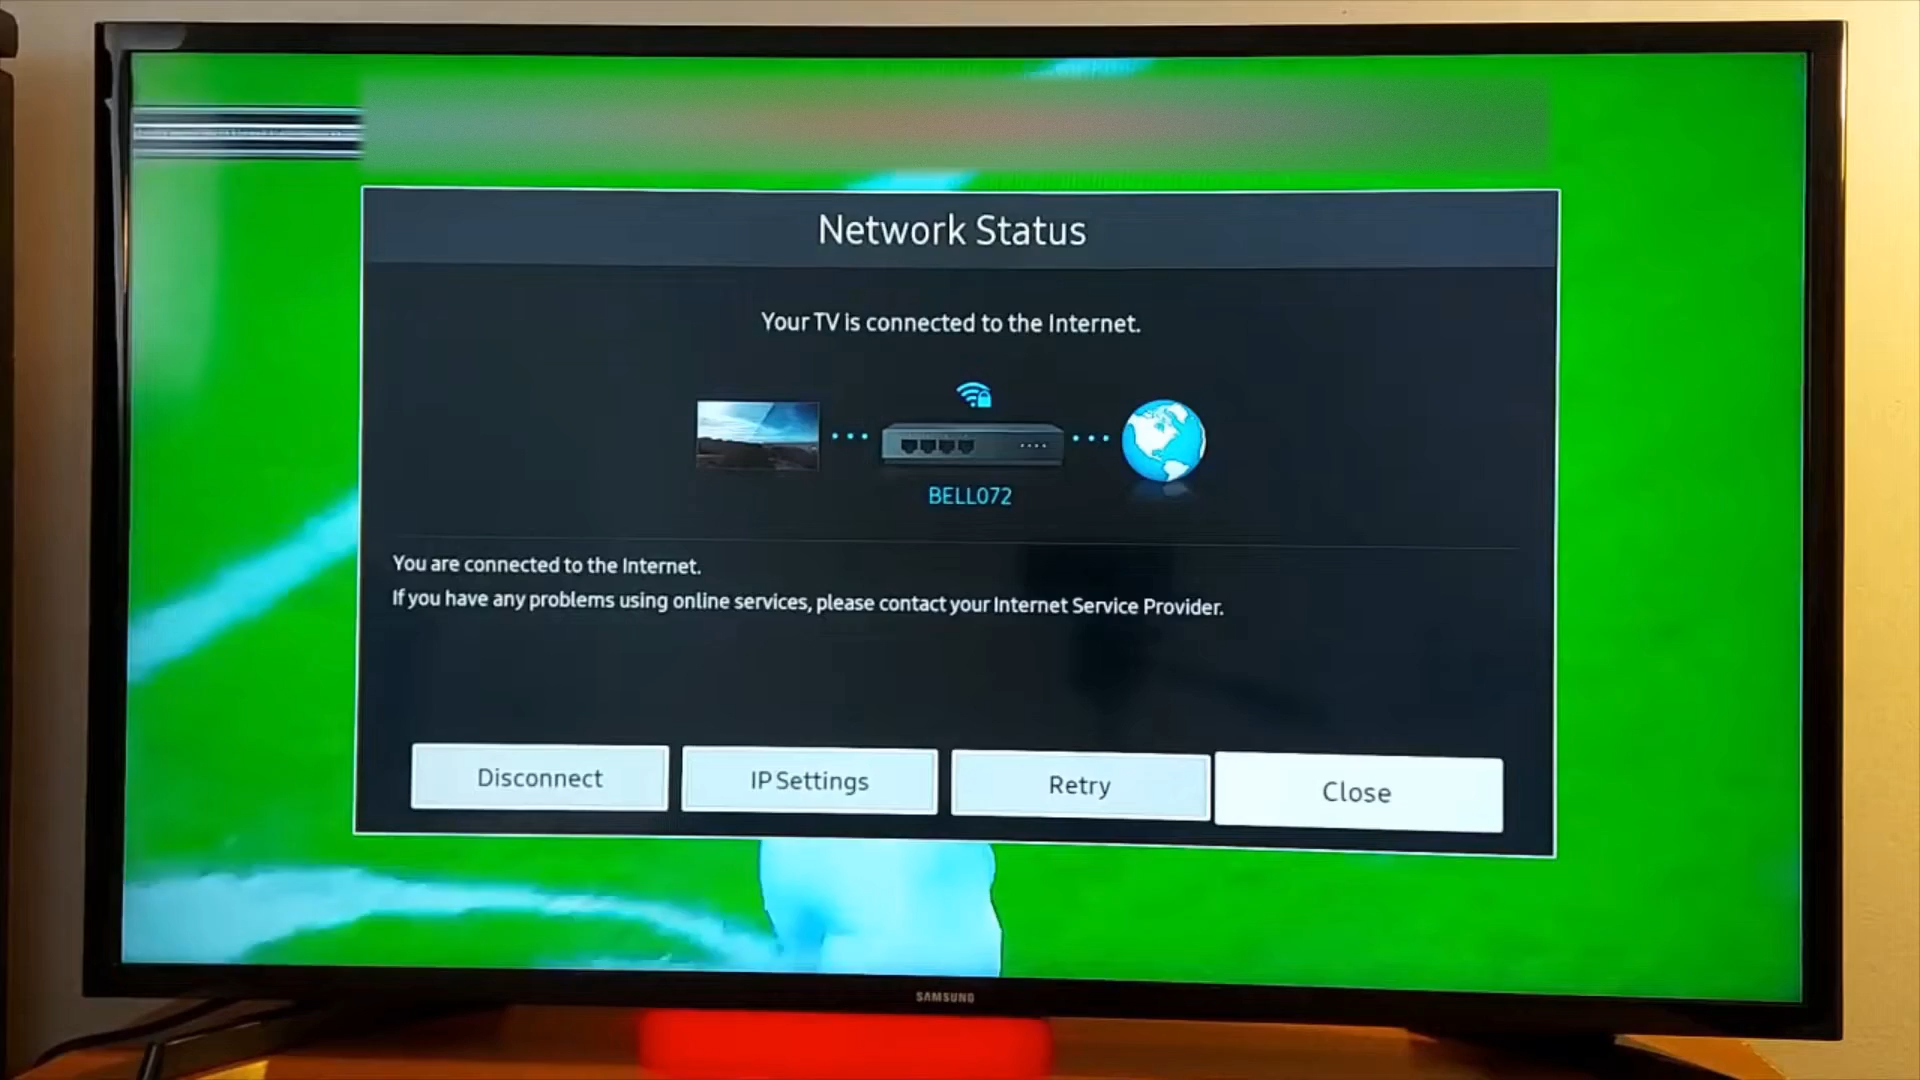 Network Status
Your TV is connected to the Internet.
BELL072
You are connected to the Internet.
If you have any problems using online services, please contact your Internet Service Provider.
Disconnect
IP Settings
Retry
Close
SAMSUNG